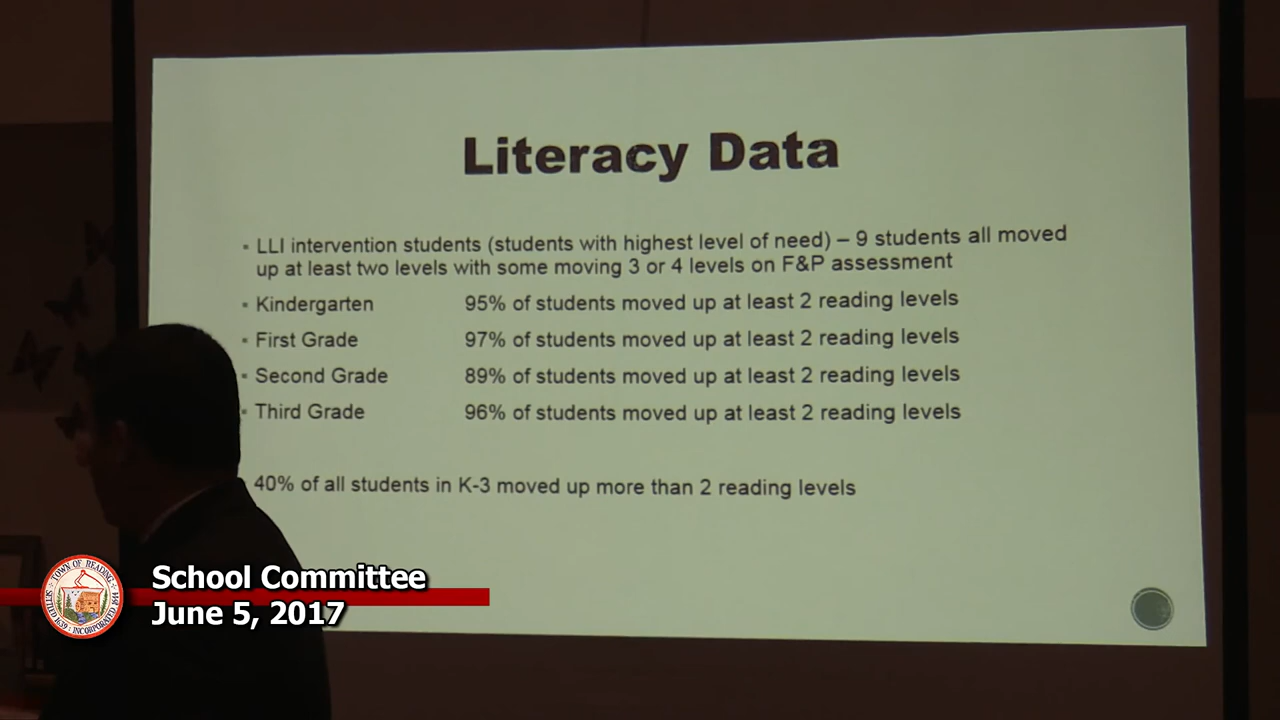 Literacy Data
▪ LLI intervention students (students with highest level of need) – 9 students all moved
up at least two levels with some moving 3 or 4 levels on F&P assessment
▪ Kindergarten 95% of students moved up at least 2 reading levels
▪ First Grade 97% of students moved up at least 2 reading levels
▪ Second Grade 89% of students moved up at least 2 reading levels
▪ Third Grade 96% of students moved up at least 2 reading levels
40% of all students in K-3 moved up more than 2 reading levels
School Committee
June 5, 2017
TOWN OF READING
INCORPORATED